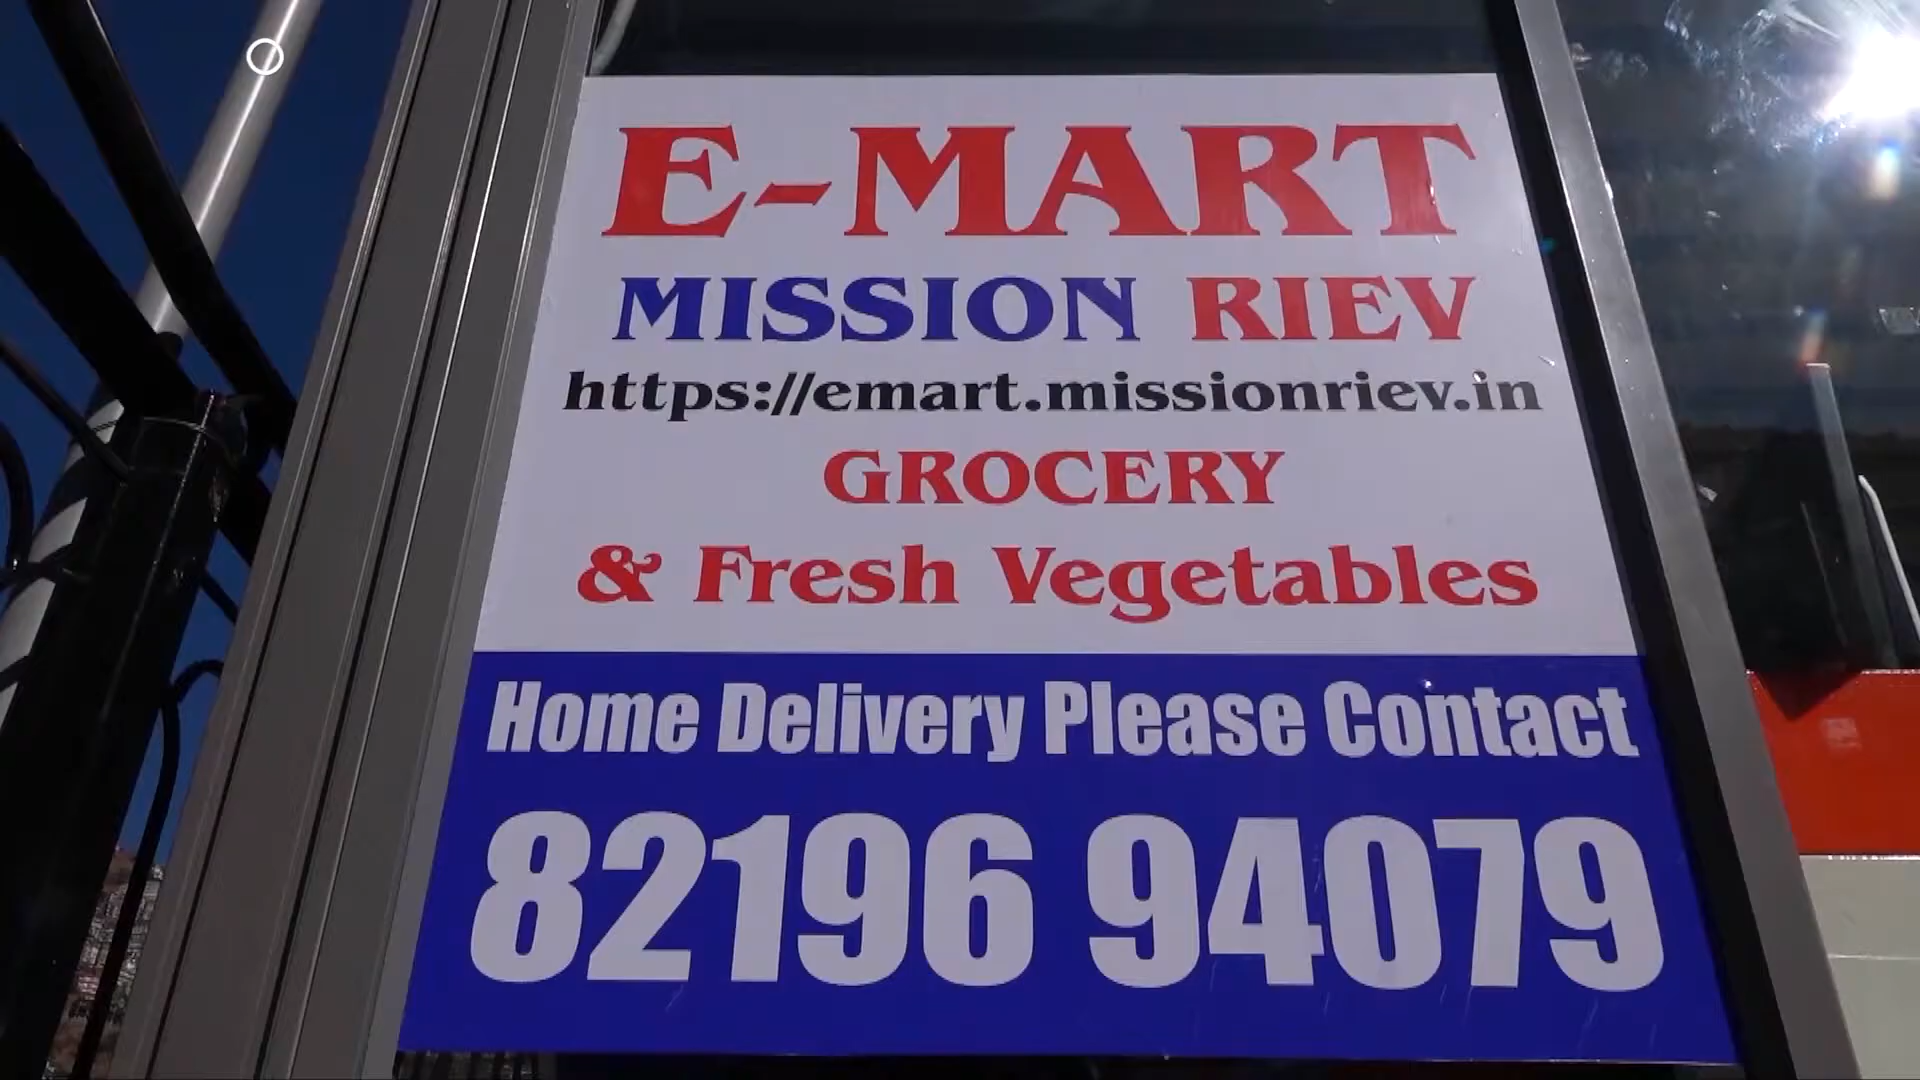 E-MART
MISSION RIEV
https://emart.missionriev.in
GROCERY
& Fresh Vegetables
Home Delivery Please Contact
82196 94079